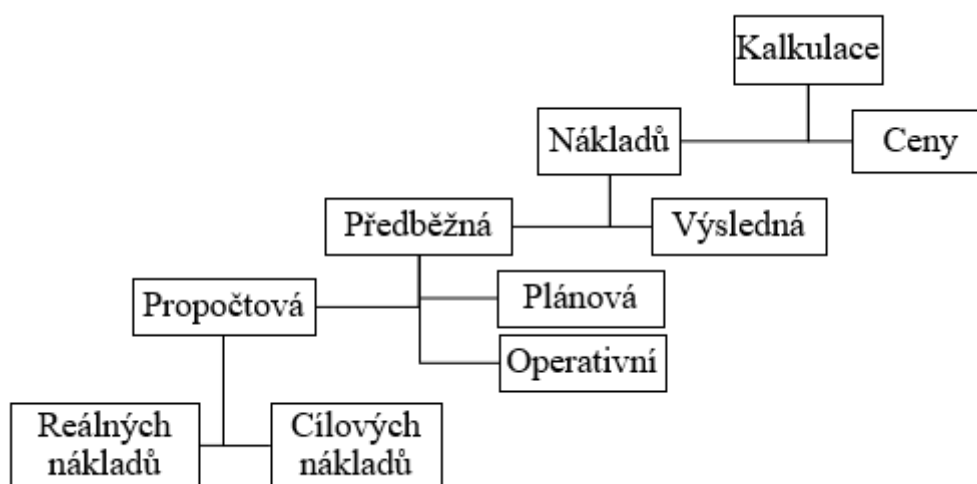 Kalkulace
Nákladů
Ceny
Předběžná
Výsledná
Propočtová
Plánová
Operativní
Reálných
nákladů
Cílových
nákladů